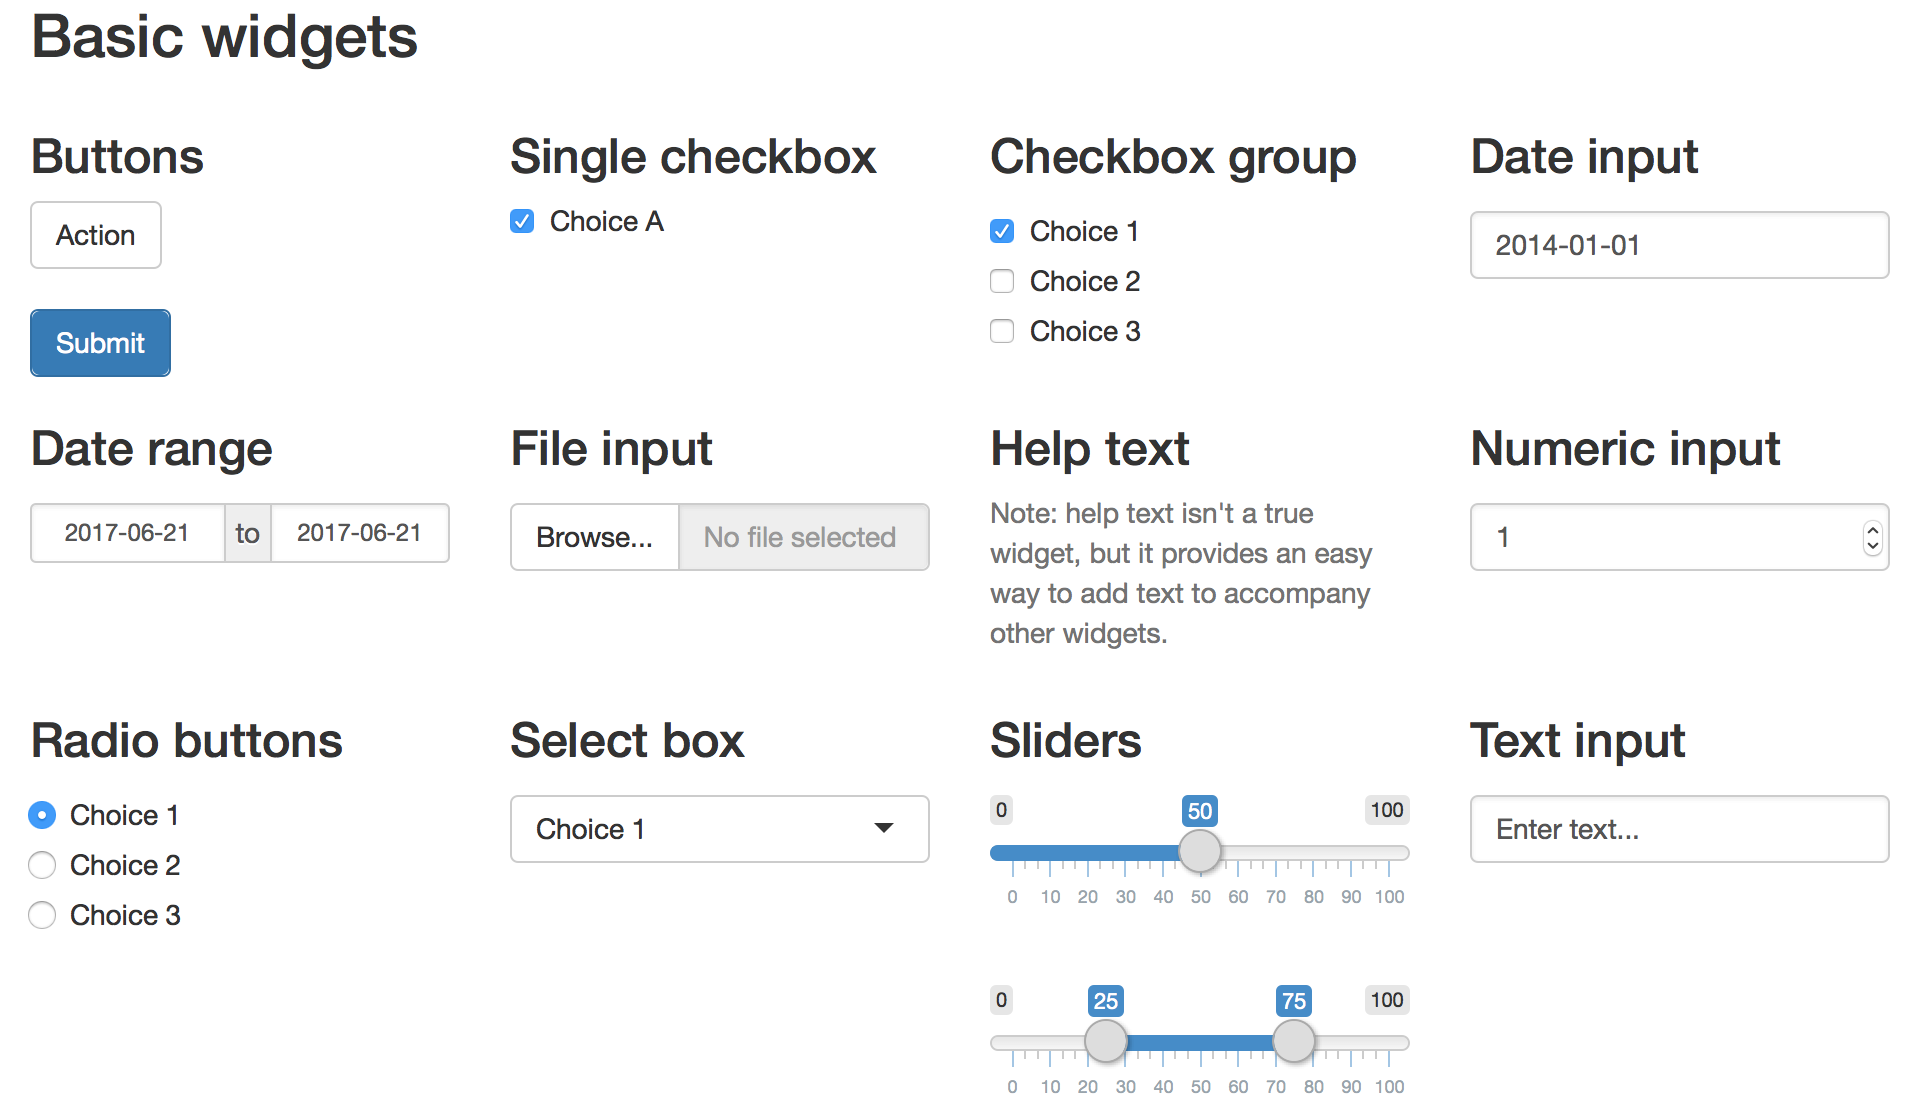 Basic widgets
Buttons
Action
Submit
Single checkbox
Choice A
Checkbox group
Choice 1
Choice 2
Choice 3
Date input
2014-01-01
Date range
2017-06-21 to 2017-06-21
File input
Browse... No file selected
Help text
Note: help text isn't a true
widget, but it provides an easy
way to add text to accompany
other widgets.
Numeric input
1
Radio buttons
Choice 1
Choice 2
Choice 3
Select box
Choice 1
Sliders
0 50 100
0 10 20 30 40 50 60 70 80 90 100
0 25 75 100
0 10 20 30 40 50 60 70 80 90 100
Text input
Enter text...